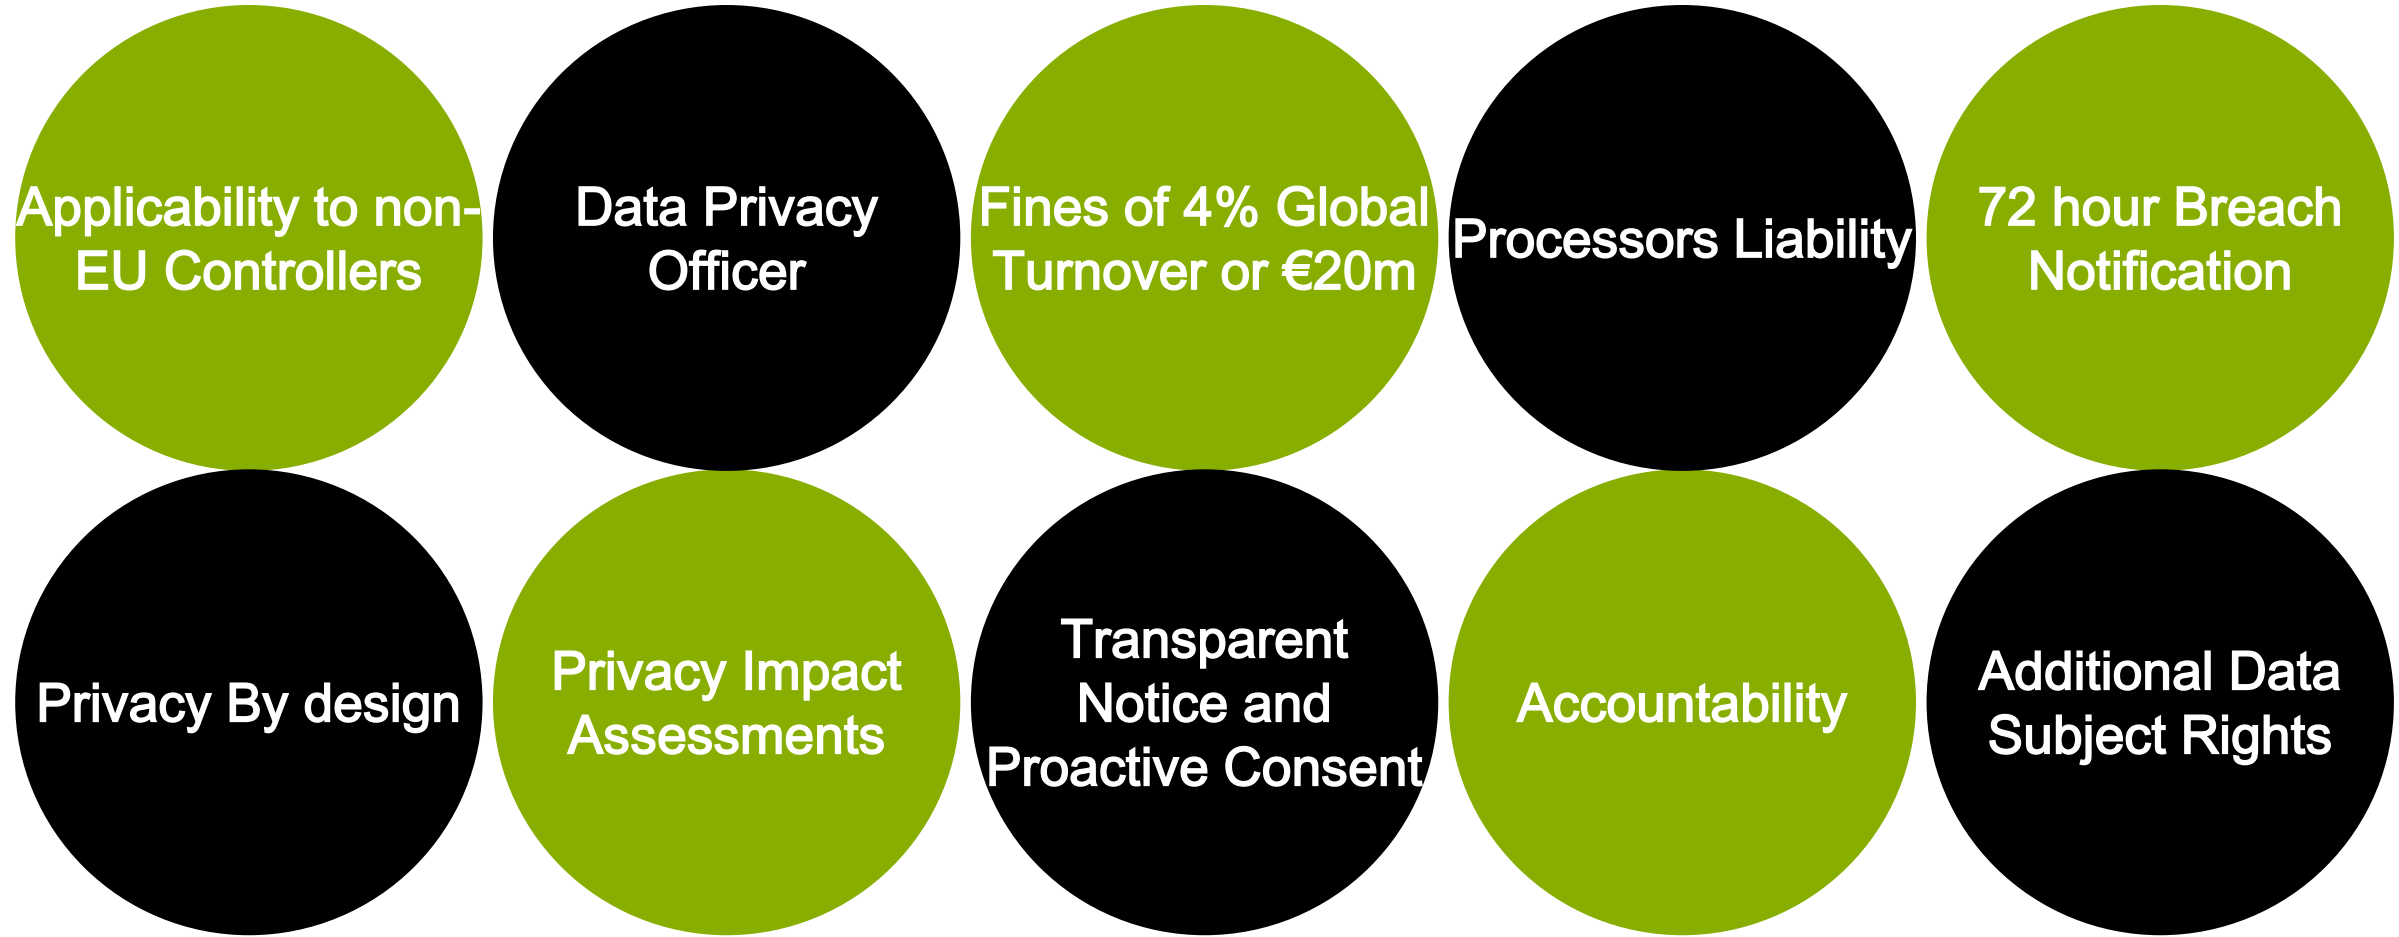 Applicability to non-
EU Controllers
Data Privacy
Officer
Fines of 4% Global
Turnover or €20m
Processors Liability
72 hour Breach
Notification
Privacy By design
Privacy Impact
Assessments
Transparent
Notice and
Proactive Consent
Accountability
Additional Data
Subject Rights